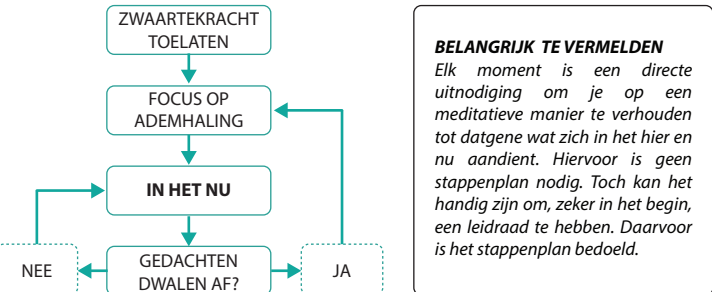 ZWAARTEKRACHT
TOELATEN
FOCUS OP
ADEMHALING
IN HET NU
NEE
GEDACHTEN
DWALEN AF?
JA
BELANGRIJK TE VERMELDEN
Elk moment is een directe
uitnodiging om je op een
meditatieve manier te verhouden
tot datgene wat zich in het hier en
nu aandient. Hiervoor is geen
stappenplan nodig. Toch kan het
handig zijn om, zeker in het begin,
een leidraad te hebben. Daarvoor
is het stappenplan bedoeld.